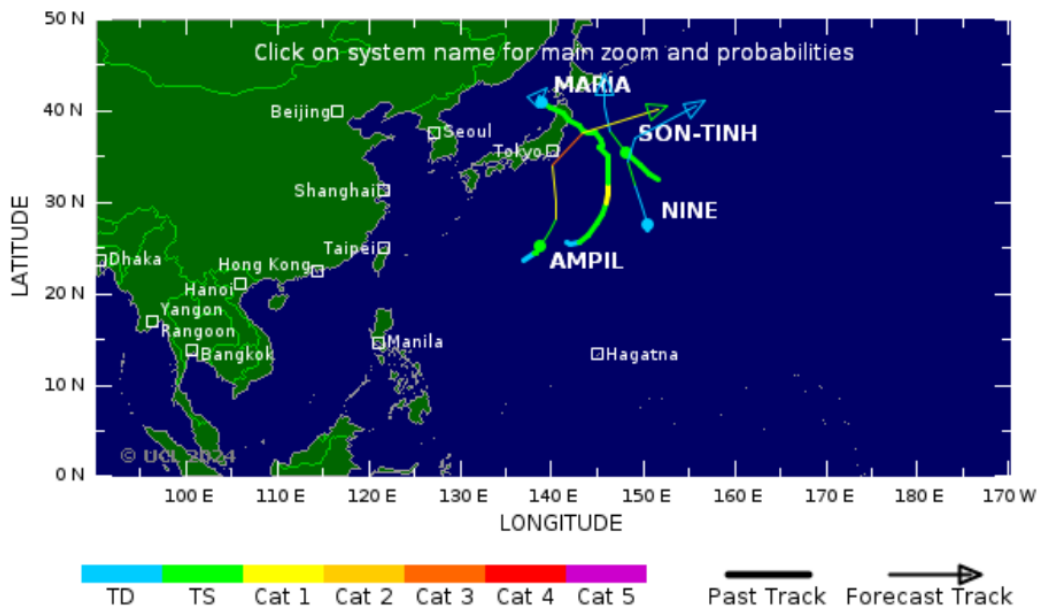 50 N
Click on system name for main zoom and probabilities
MARIA
40 N
Beijing
Seoul
SON-TINH
Tokyo
Shanghai
30 N
NINE
Taipei
AMPIL
Dhaka
Hong Kong
Hanoi
20 N
Yangon
Rangoon
Manila
Bangkok
Hagatna
10 N
© UCL 2024
0 N
LATITUDE
100 E 110 E 120 E 130 E 140 E 150 E 160 E 170 E 180 E 170 W
LONGITUDE
TD TS Cat 1 Cat 2 Cat 3 Cat 4 Cat 5 Past Track Forecast Track